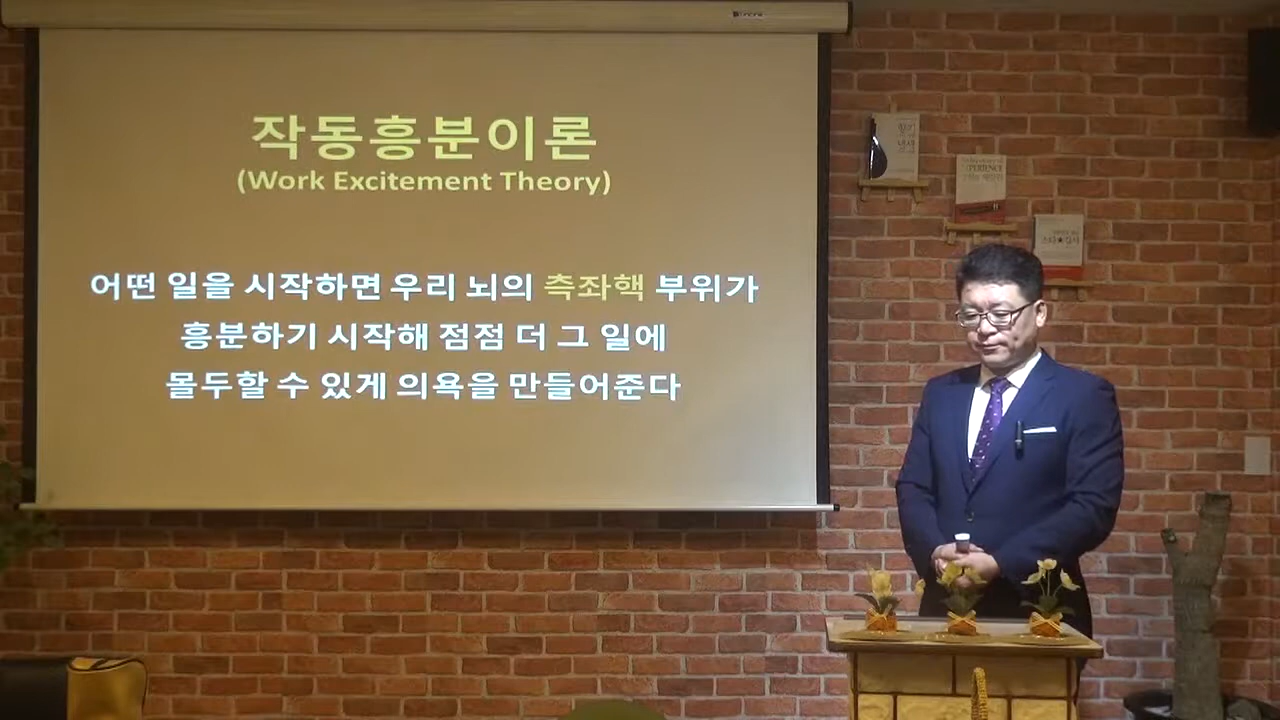 작동흥분이론
(Work Excitement Theory)
어떤 일을 시작하면 우리 뇌의 측좌핵 부위가
흥분하기 시작해 점점 더 그 일에
몰두할 수 있게 의욕을 만들어준다